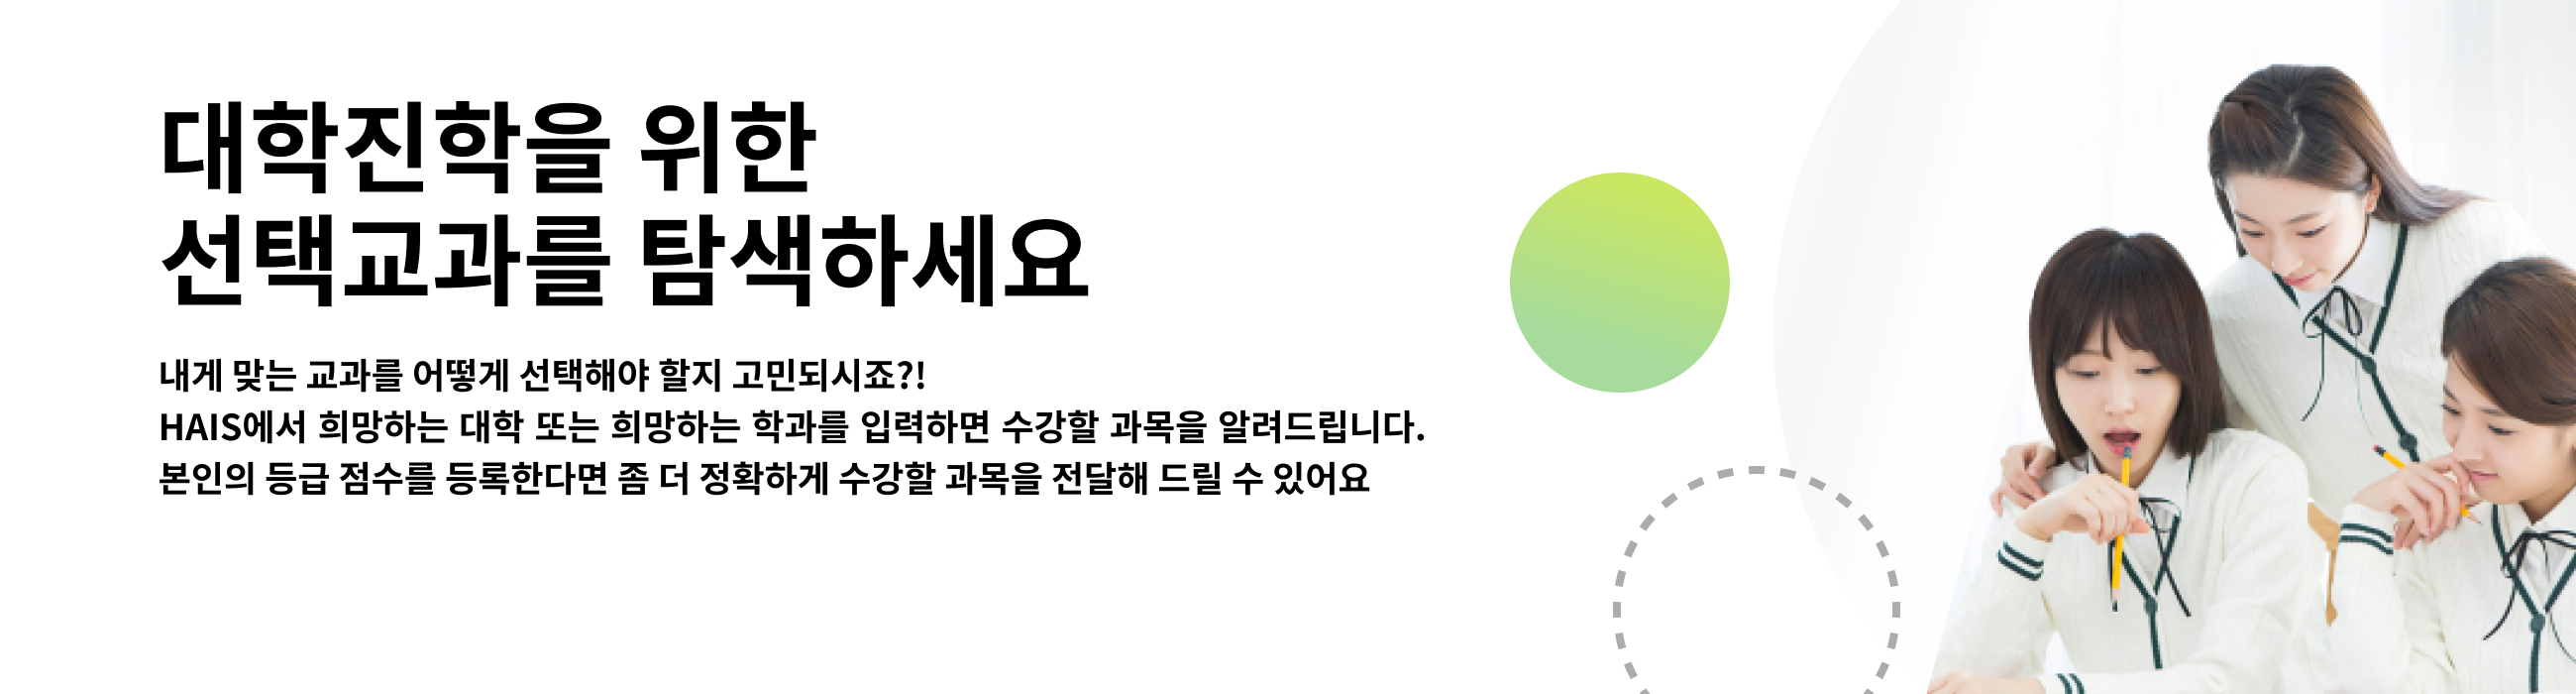 대학진학을 위한
선택교과를 탐색하세요
내게 맞는 교과를 어떻게 선택해야 할지 고민되시죠?!
HAIS에서 희망하는 대학 또는 희망하는 학과를 입력하면 수강할 과목을 알려드립니다.
본인의 등급 점수를 등록한다면 좀 더 정확하게 수강할 과목을 전달해 드릴 수 있어요